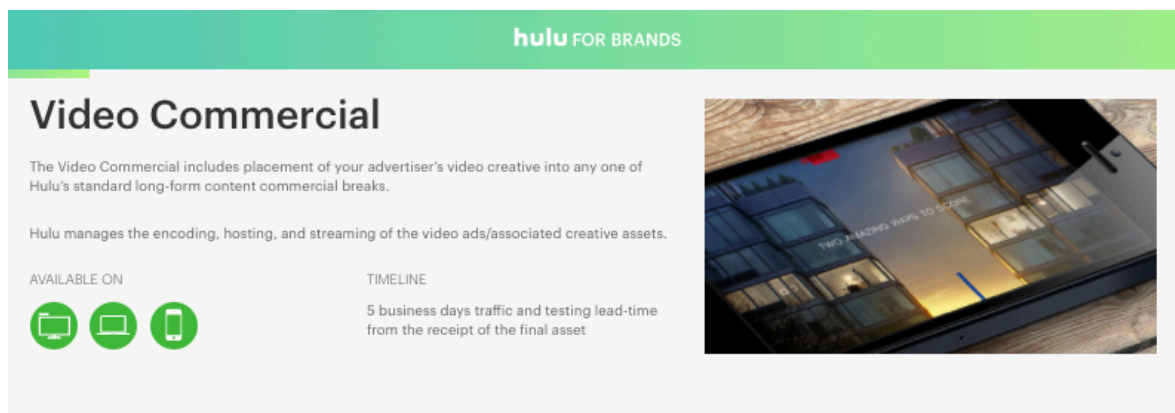 hulu FOR BRANDS
Video Commercial
The Video Commercial includes placement of your advertiser's video creative into any one of
Hulu's standard long-form content commercial breaks.
Hulu manages the encoding, hosting, and streaming of the video ads/associated creative assets.
AVAILABLE ON
TIMELINE
5 business days traffic and testing lead-time
from the receipt of the final asset
TWO AMAZING WAYS TO SCORE